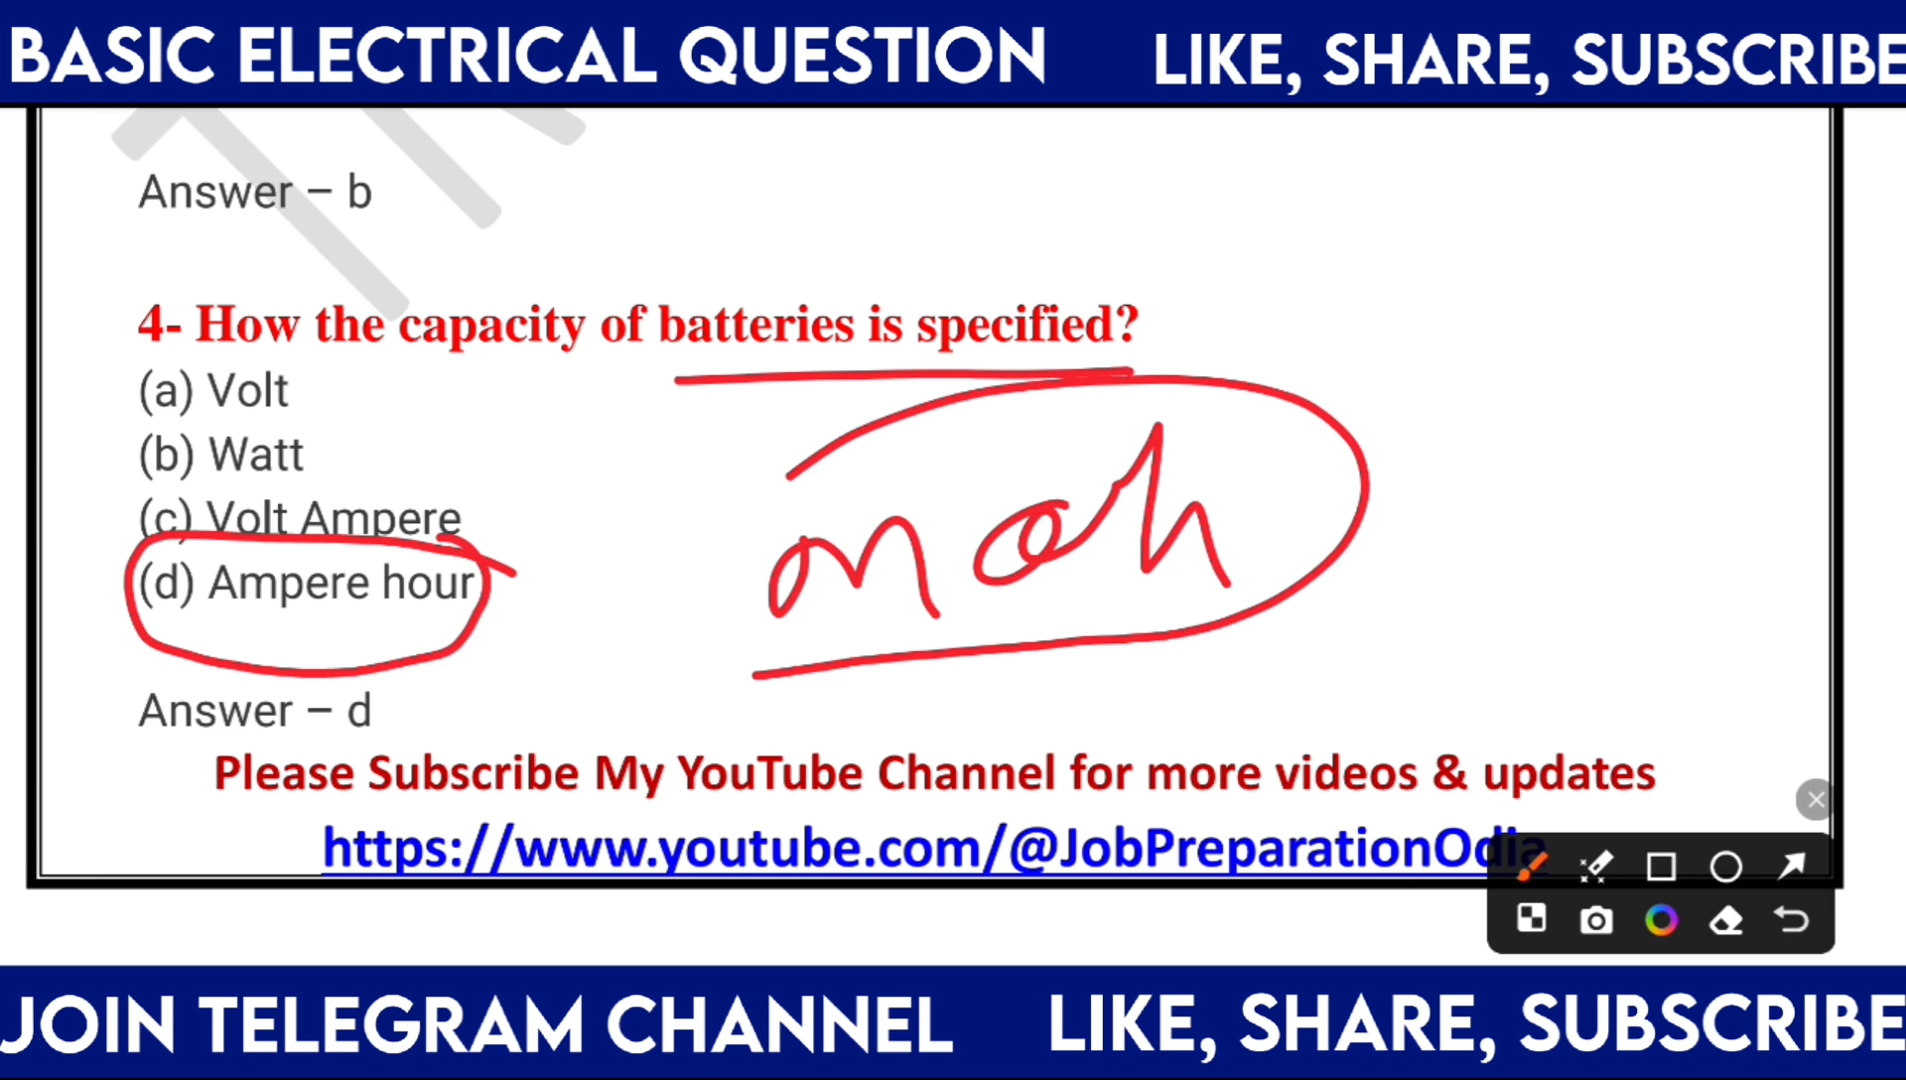 BASIC ELECTRICAL QUESTION LIKE, SHARE, SUBSCRIBE
Answer – b
4- How the capacity of batteries is specified?
(a) Volt
(b) Watt
(c) Volt Ampere
(d) Ampere hour
mah
Answer – d
Please Subscribe My YouTube Channel for more videos & updates
https://www.youtube.com/@JobPreparationOdia
JOIN TELEGRAM CHANNEL LIKE, SHARE, SUBSCRIBE